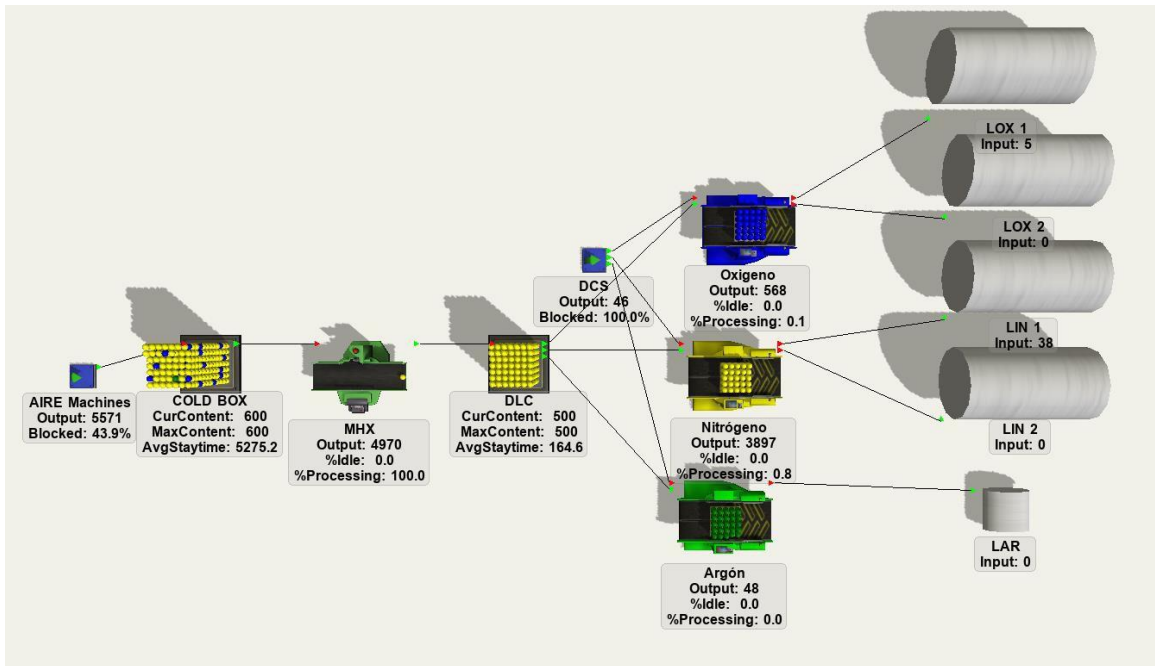 LOX 1
Input: 5
LOX 2
Input: 0
Oxigeno
Output: 568
%Idle: 0.0
%Processing: 0.1
DCS
Output: 46
Blocked: 100.0%
LIN 1
Input: 38
AIRE Machines
Output: 5571
Blocked: 43.9%
COLD BOX
CurContent: 600
MaxContent: 600
AvgStaytime: 5275.2
MHX
Output: 4970
%Idle: 0.0
%Processing: 100.0
DLC
CurContent: 500
MaxContent: 500
AvgStaytime: 164.6
Nitrógeno
Output: 3897
%Idle: 0.0
%Processing: 0.8
LIN 2
Input: 0
Argón
Output: 48
%Idle: 0.0
%Processing: 0.0
LAR
Input: 0